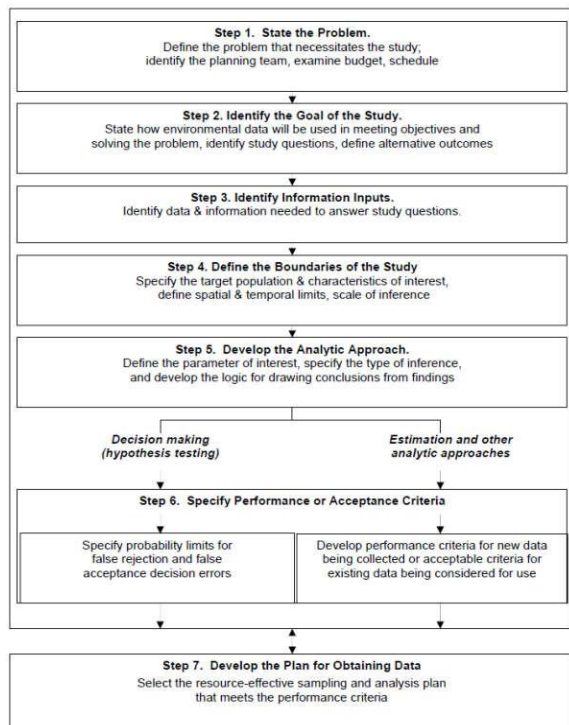 Step 1. State the Problem.
Define the problem that necessitates the study;
identify the planning team, examine budget, schedule
Step 2. Identify the Goal of the Study.
State how environmental data will be used in meeting objectives and
solving the problem, identify study questions, define alternative outcomes
Step 3. Identify Information Inputs.
Identify data & information needed to answer study questions.
Step 4. Define the Boundaries of the Study
Specify the target population & characteristics of interest,
define spatial & temporal limits, scale of inference
Step 5. Develop the Analytic Approach.
Define the parameter of interest, specify the type of inference,
and develop the logic for drawing conclusions from findings
Decision making
(hypothesis testing)
Estimation and other
analytic approaches
Step 6. Specify Performance or Acceptance Criteria
Specify probability limits for
false rejection and false
acceptance decision errors
Develop performance criteria for new data
being collected or acceptable criteria for
existing data being considered for use
Step 7. Develop the Plan for Obtaining Data
Select the resource-effective sampling and analysis plan
that meets the performance criteria